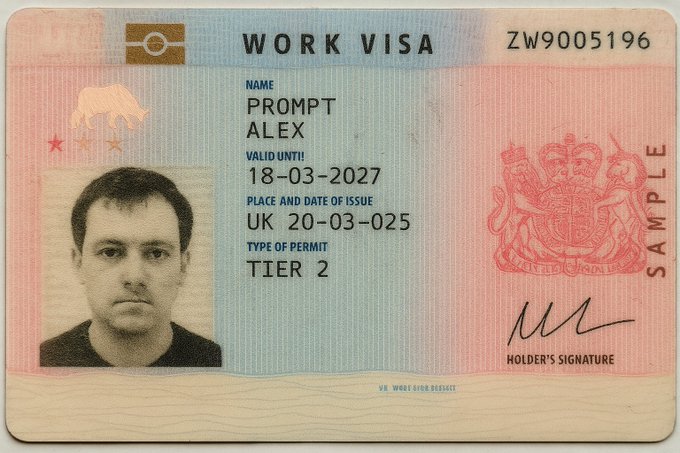 WORK VISA
ZW9005196
NAME
PROMPT
ALEX
VALID UNTI!
18-03-2027
PLACE AND DATE OF ISSUE
UK 20-03-025
TYPE OF PERMIT
TIER 2
SAMPLE
HOLDER'S SIGNATURE